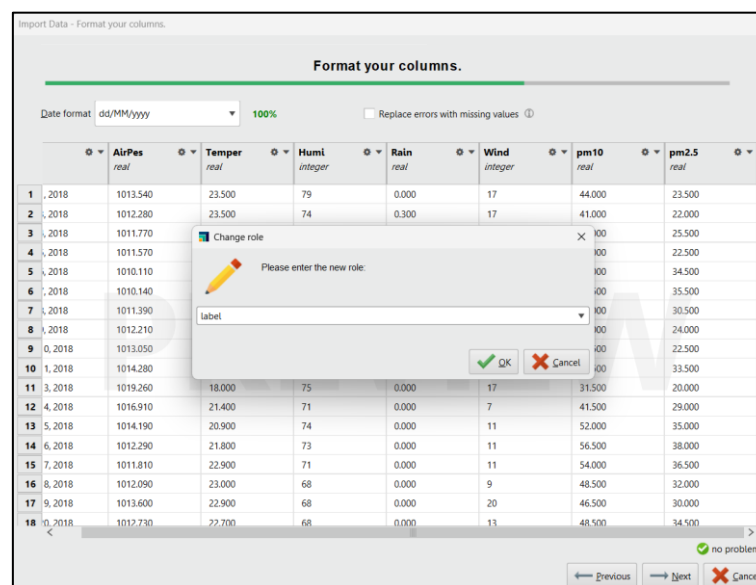 Import Data - Format your columns.
Format your columns.
Date format dd/MM/yyyy 100% Replace errors with missing values
AirPes Temper Humi Rain Wind pm10 pm2.5
real real integer real integer real real
1 , 2018 1013.540 23.500 79 0.000 17 44.000 23.500
2 , 2018 1012.280 23.500 74 0.300 17 41.000 22.000
3 , 2018 1011.770 25.500
4 , 2018 1011.570 22.500
5 , 2018 1010.110 34.500
6 , 2018 1010.140 35.500
7 , 2018 1011.390 30.500
8 , 2018 1012.210 24.000
9 0, 2018 1013.050 22.500
10 1, 2018 1014.280 33.500
Change role
Please enter the new role:
label
OK Cancel
11 3, 2018 1019.260 18.000 75 0.000 17 31.500 20.000
12 4, 2018 1016.910 21.400 71 0.000 7 41.500 29.000
13 5, 2018 1014.190 20.900 74 0.000 11 52.000 35.000
14 6, 2018 1012.290 21.800 73 0.000 11 56.500 38.000
15 7, 2018 1011.810 22.900 71 0.000 11 54.000 36.500
16 8, 2018 1012.090 23.000 68 0.000 9 48.500 32.000
17 9, 2018 1013.600 22.900 68 0.000 20 46.500 30.000
18 0, 2018 1012.730 22.700 68 0.000 13 48.500 34.500
no problem
Previous Next Cance